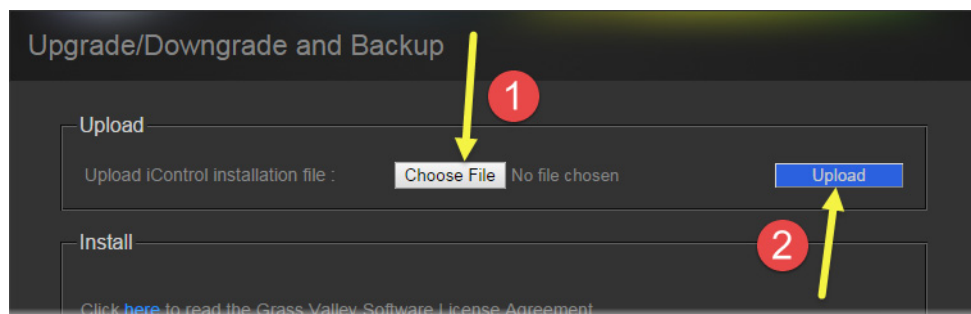 Upgrade/Downgrade and Backup
1
Upload
Upload iControl installation file :
Choose File No file chosen
Upload
2
Install
Click here to read the Grass Valley Software License Agreement